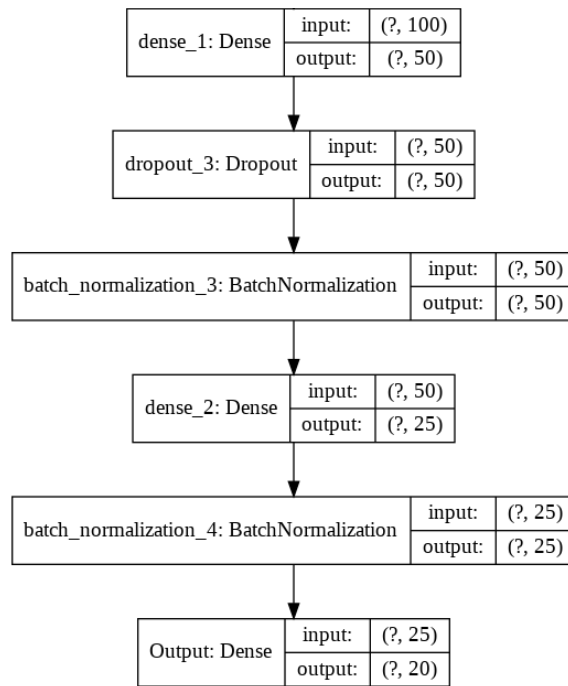 dense_1: Dense
input: (?, 100)
output: (?, 50)
dropout_3: Dropout
input: (?, 50)
output: (?, 50)
batch_normalization_3: BatchNormalization
input: (?, 50)
output: (?, 50)
dense_2: Dense
input: (?, 50)
output: (?, 25)
batch_normalization_4: BatchNormalization
input: (?, 25)
output: (?, 25)
Output: Dense
input: (?, 25)
output: (?, 20)